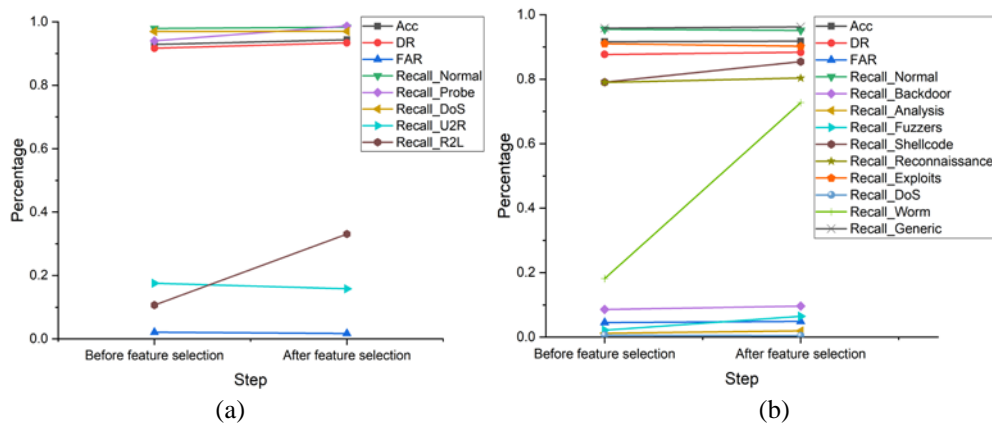 1.0
0.8
0.6
0.4
0.2
0.0
Percentage
Before feature selection
After feature selection
Step
Acc
DR
FAR
Recall_Normal
Recall_Probe
Recall_DoS
Recall_U2R
Recall_R2L
(a)
1.0
0.8
0.6
0.4
0.2
0.0
Percentage
Before feature selection
After feature selection
Step
Acc
DR
FAR
Recall_Normal
Recall_Backdoor
Recall_Analysis
Recall_Fuzzers
Recall_Shellcode
Recall_Reconnaissance
Recall_Exploits
Recall_DoS
Recall_Worm
Recall_Generic
(b)